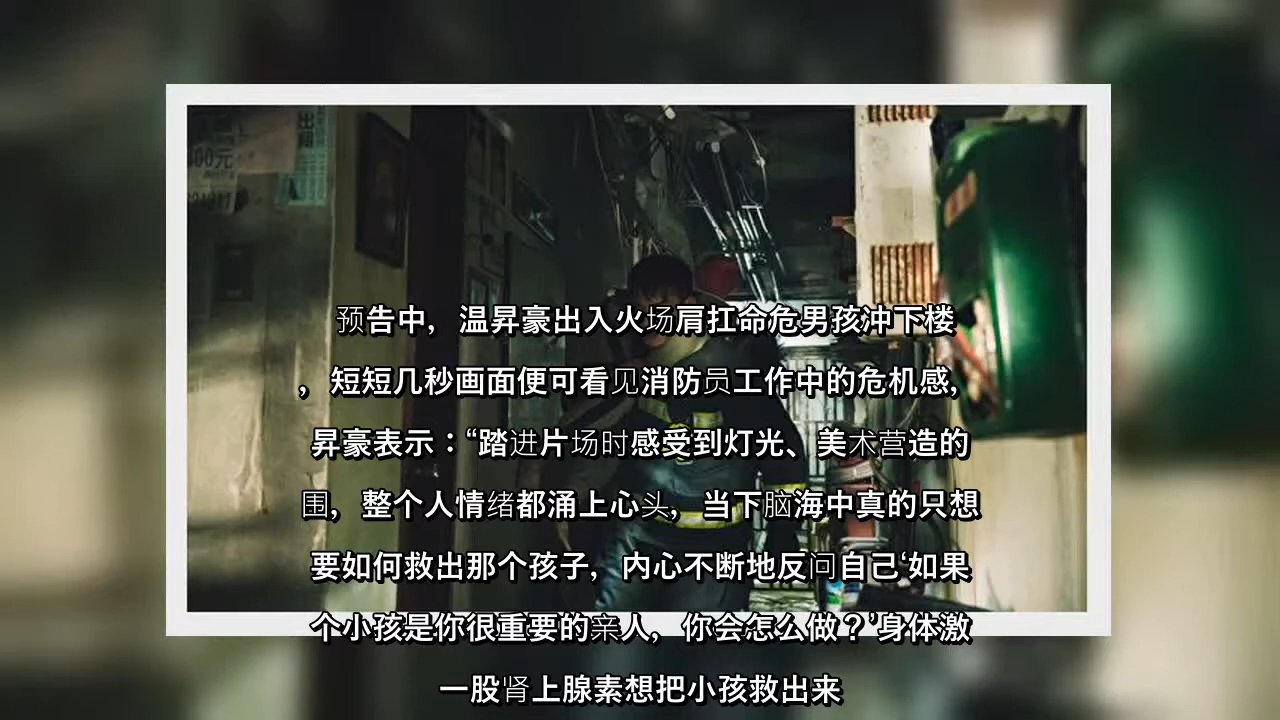 出租
00元
预告中，温昇豪出入火场肩扛命危男孩冲下楼
，短短几秒画面便可看见消防员工作中的危机感，
昇豪表示：“踏进片场时感受到灯光、美术营造的
围，整个人情绪都涌上心头，当下脑海中真的只想
要如何救出那个孩子，内心不断地反问自己‘如果
个小孩是你很重要的亲人，你会怎么做？’身体激
一股肾上腺素想把小孩救出来